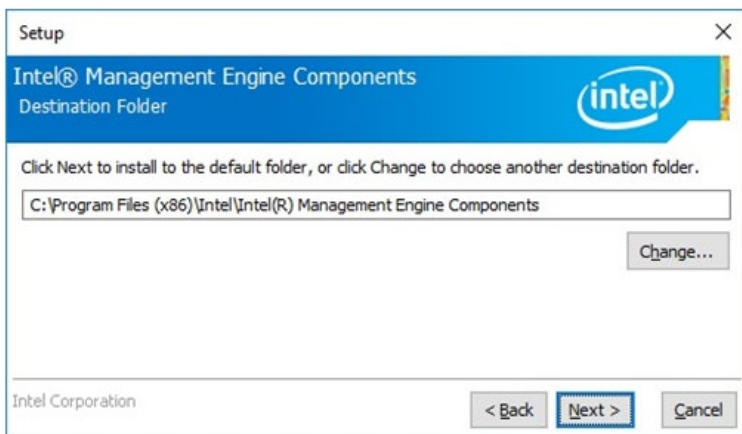 Setup
Intel® Management Engine Components
Destination Folder
intel
Click Next to install to the default folder, or click Change to choose another destination folder.
C:\Program Files (x86)\Intel\Intel(R) Management Engine Components
Change...
Intel Corporation
< Back
Next >
Cancel